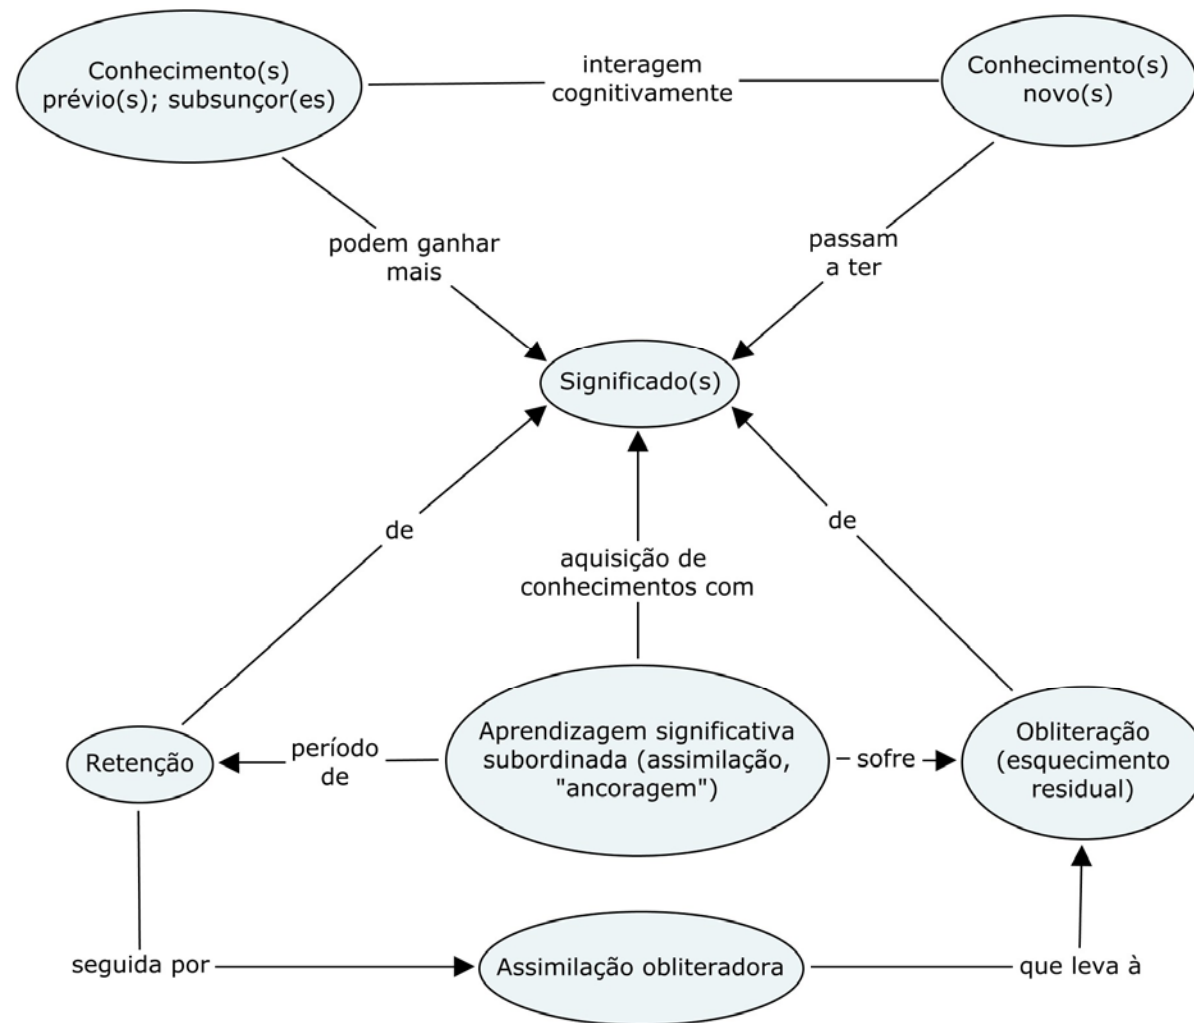 Conhecimento(s)
prévio(s); subsunçor(es)
interagem
cognitivamente
Conhecimento(s)
novo(s)
podem ganhar
mais
passam
a ter
Significado(s)
de
aquisição de
conhecimentos com
de
Retenção
período
de
Aprendizagem significativa
subordinada (assimilação,
"ancoragem")
sofre
Obliteração
(esquecimento
residual)
seguida por
Assimilação obliteradora
que leva à